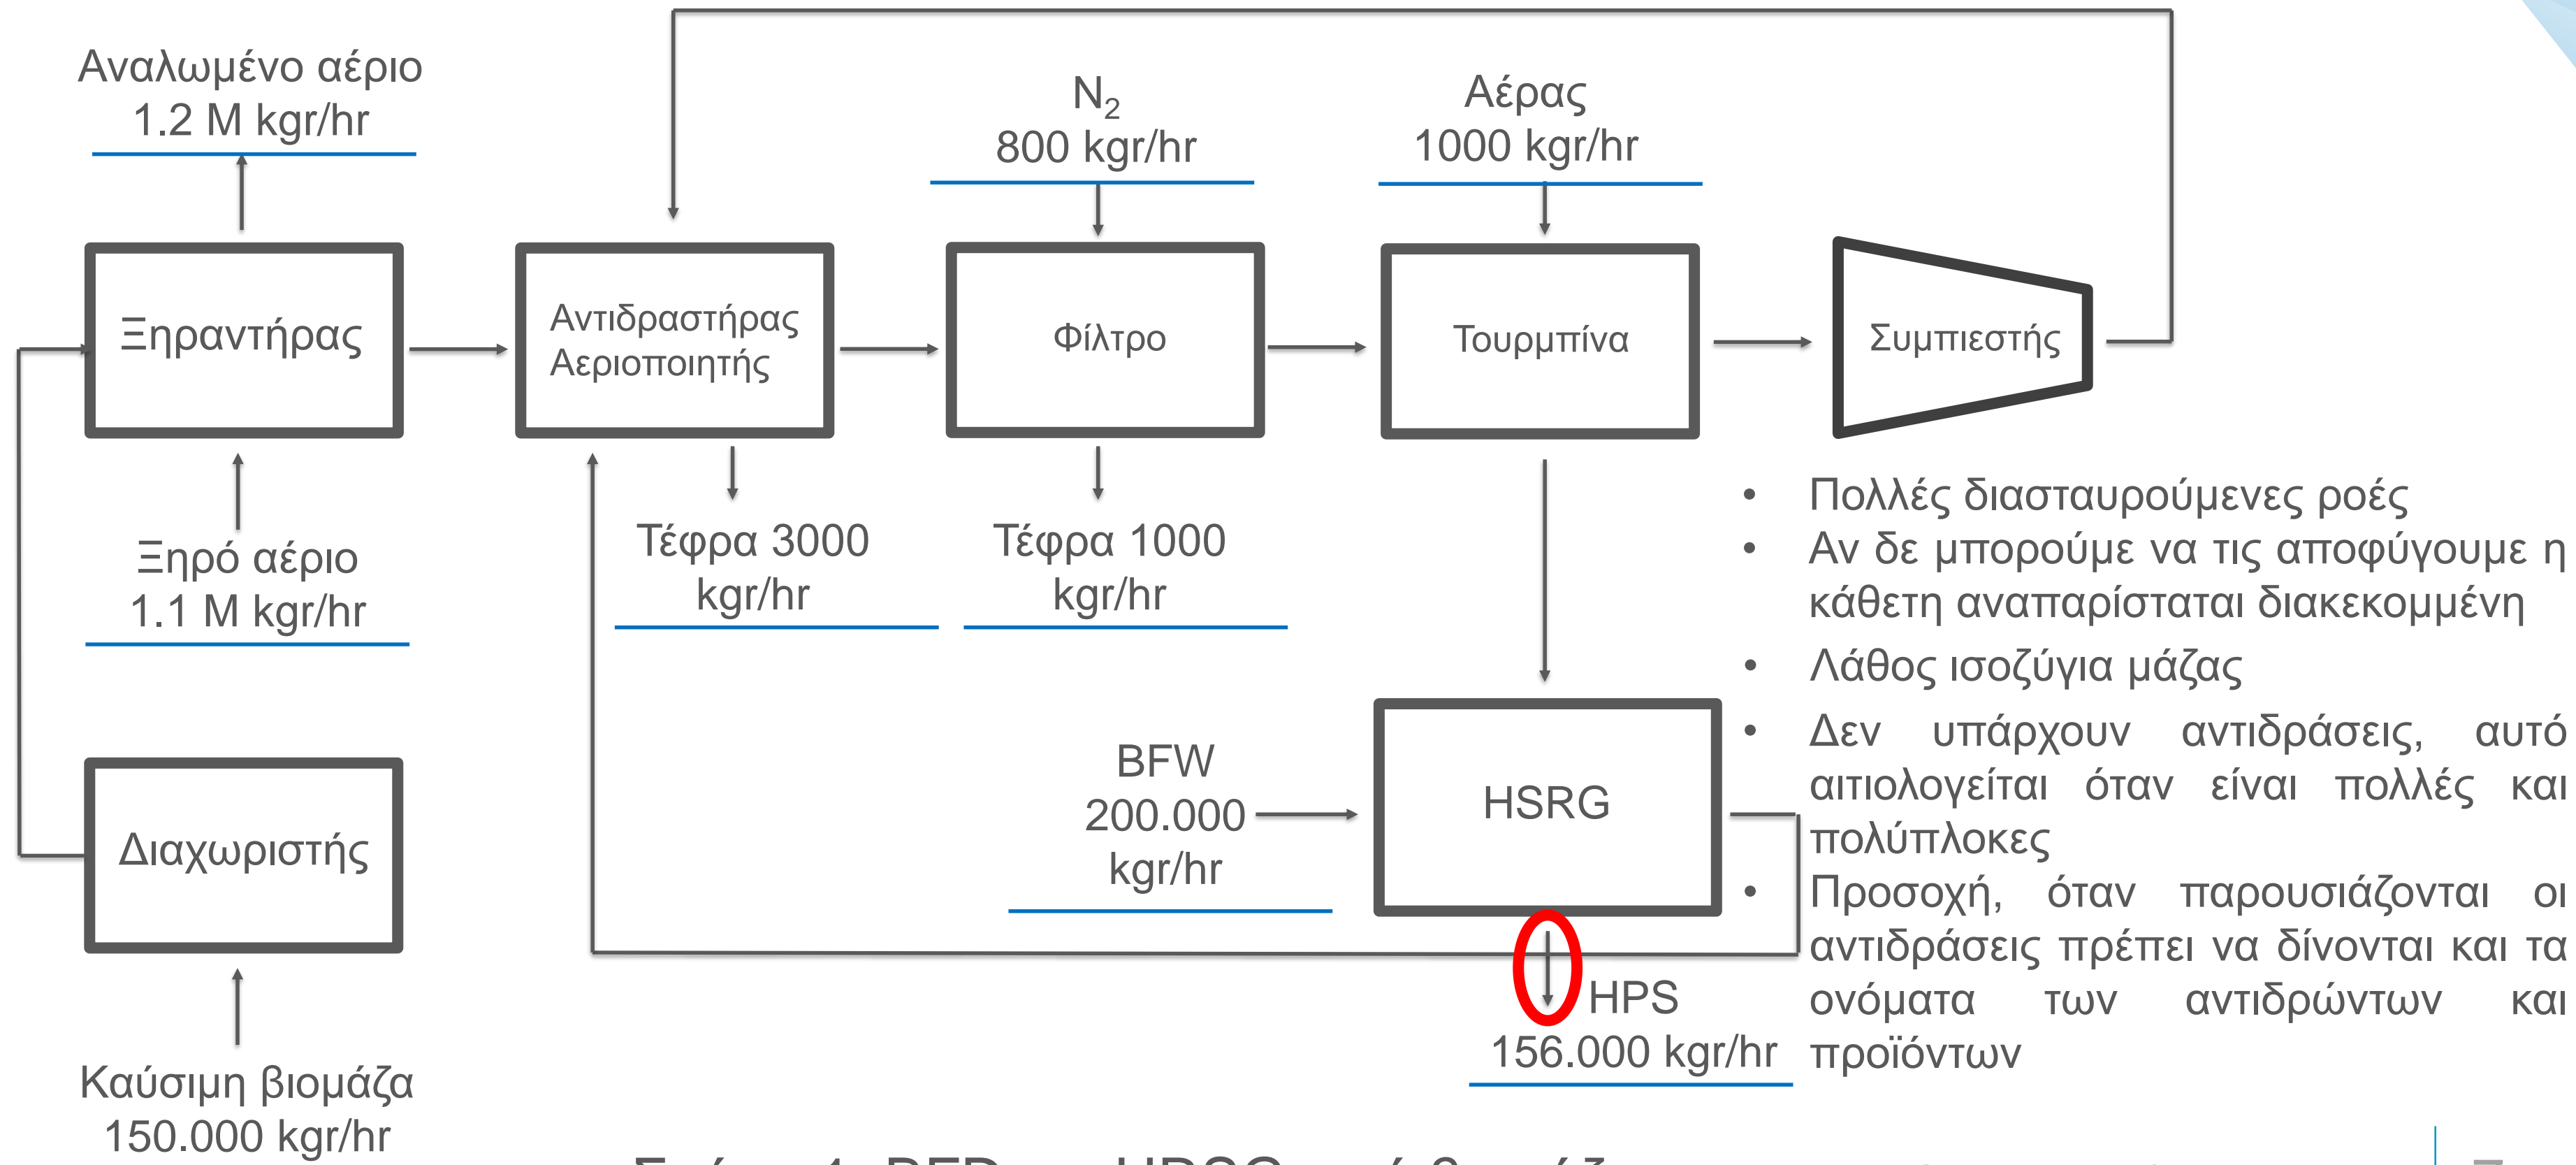 Αναλωμένο αέριο
1.2 M kgr/hr
N2
800 kgr/hr
Αέρας
1000 kgr/hr
Ξηραντήρας
Αντιδραστήρας
Αεριοποιητής
Φίλτρο
Τουρμπίνα
Συμπιεστής
Ξηρό αέριο
1.1 M kgr/hr
Τέφρα 3000
kgr/hr
Τέφρα 1000
kgr/hr
Διαχωριστής
BFW
200.000
kgr/hr
HSRG
HPS
156.000 kgr/hr
Καύσιμη βιομάζα
150.000 kgr/hr
• Πολλές διασταυρούμενες ροές
• Αν δε μπορούμε να τις αποφύγουμε η
κάθετη αναπαρίσταται διακεκομμένη
• Λάθος ισοζύγια μάζας
• Δεν υπάρχουν αντιδράσεις, αυτό
αιτιολογείται όταν είναι πολλές και
πολύπλοκες
• Προσοχή, όταν παρουσιάζονται οι
αντιδράσεις πρέπει να δίνονται και τα
ονόματα των αντιδρώντων και
προϊόντων